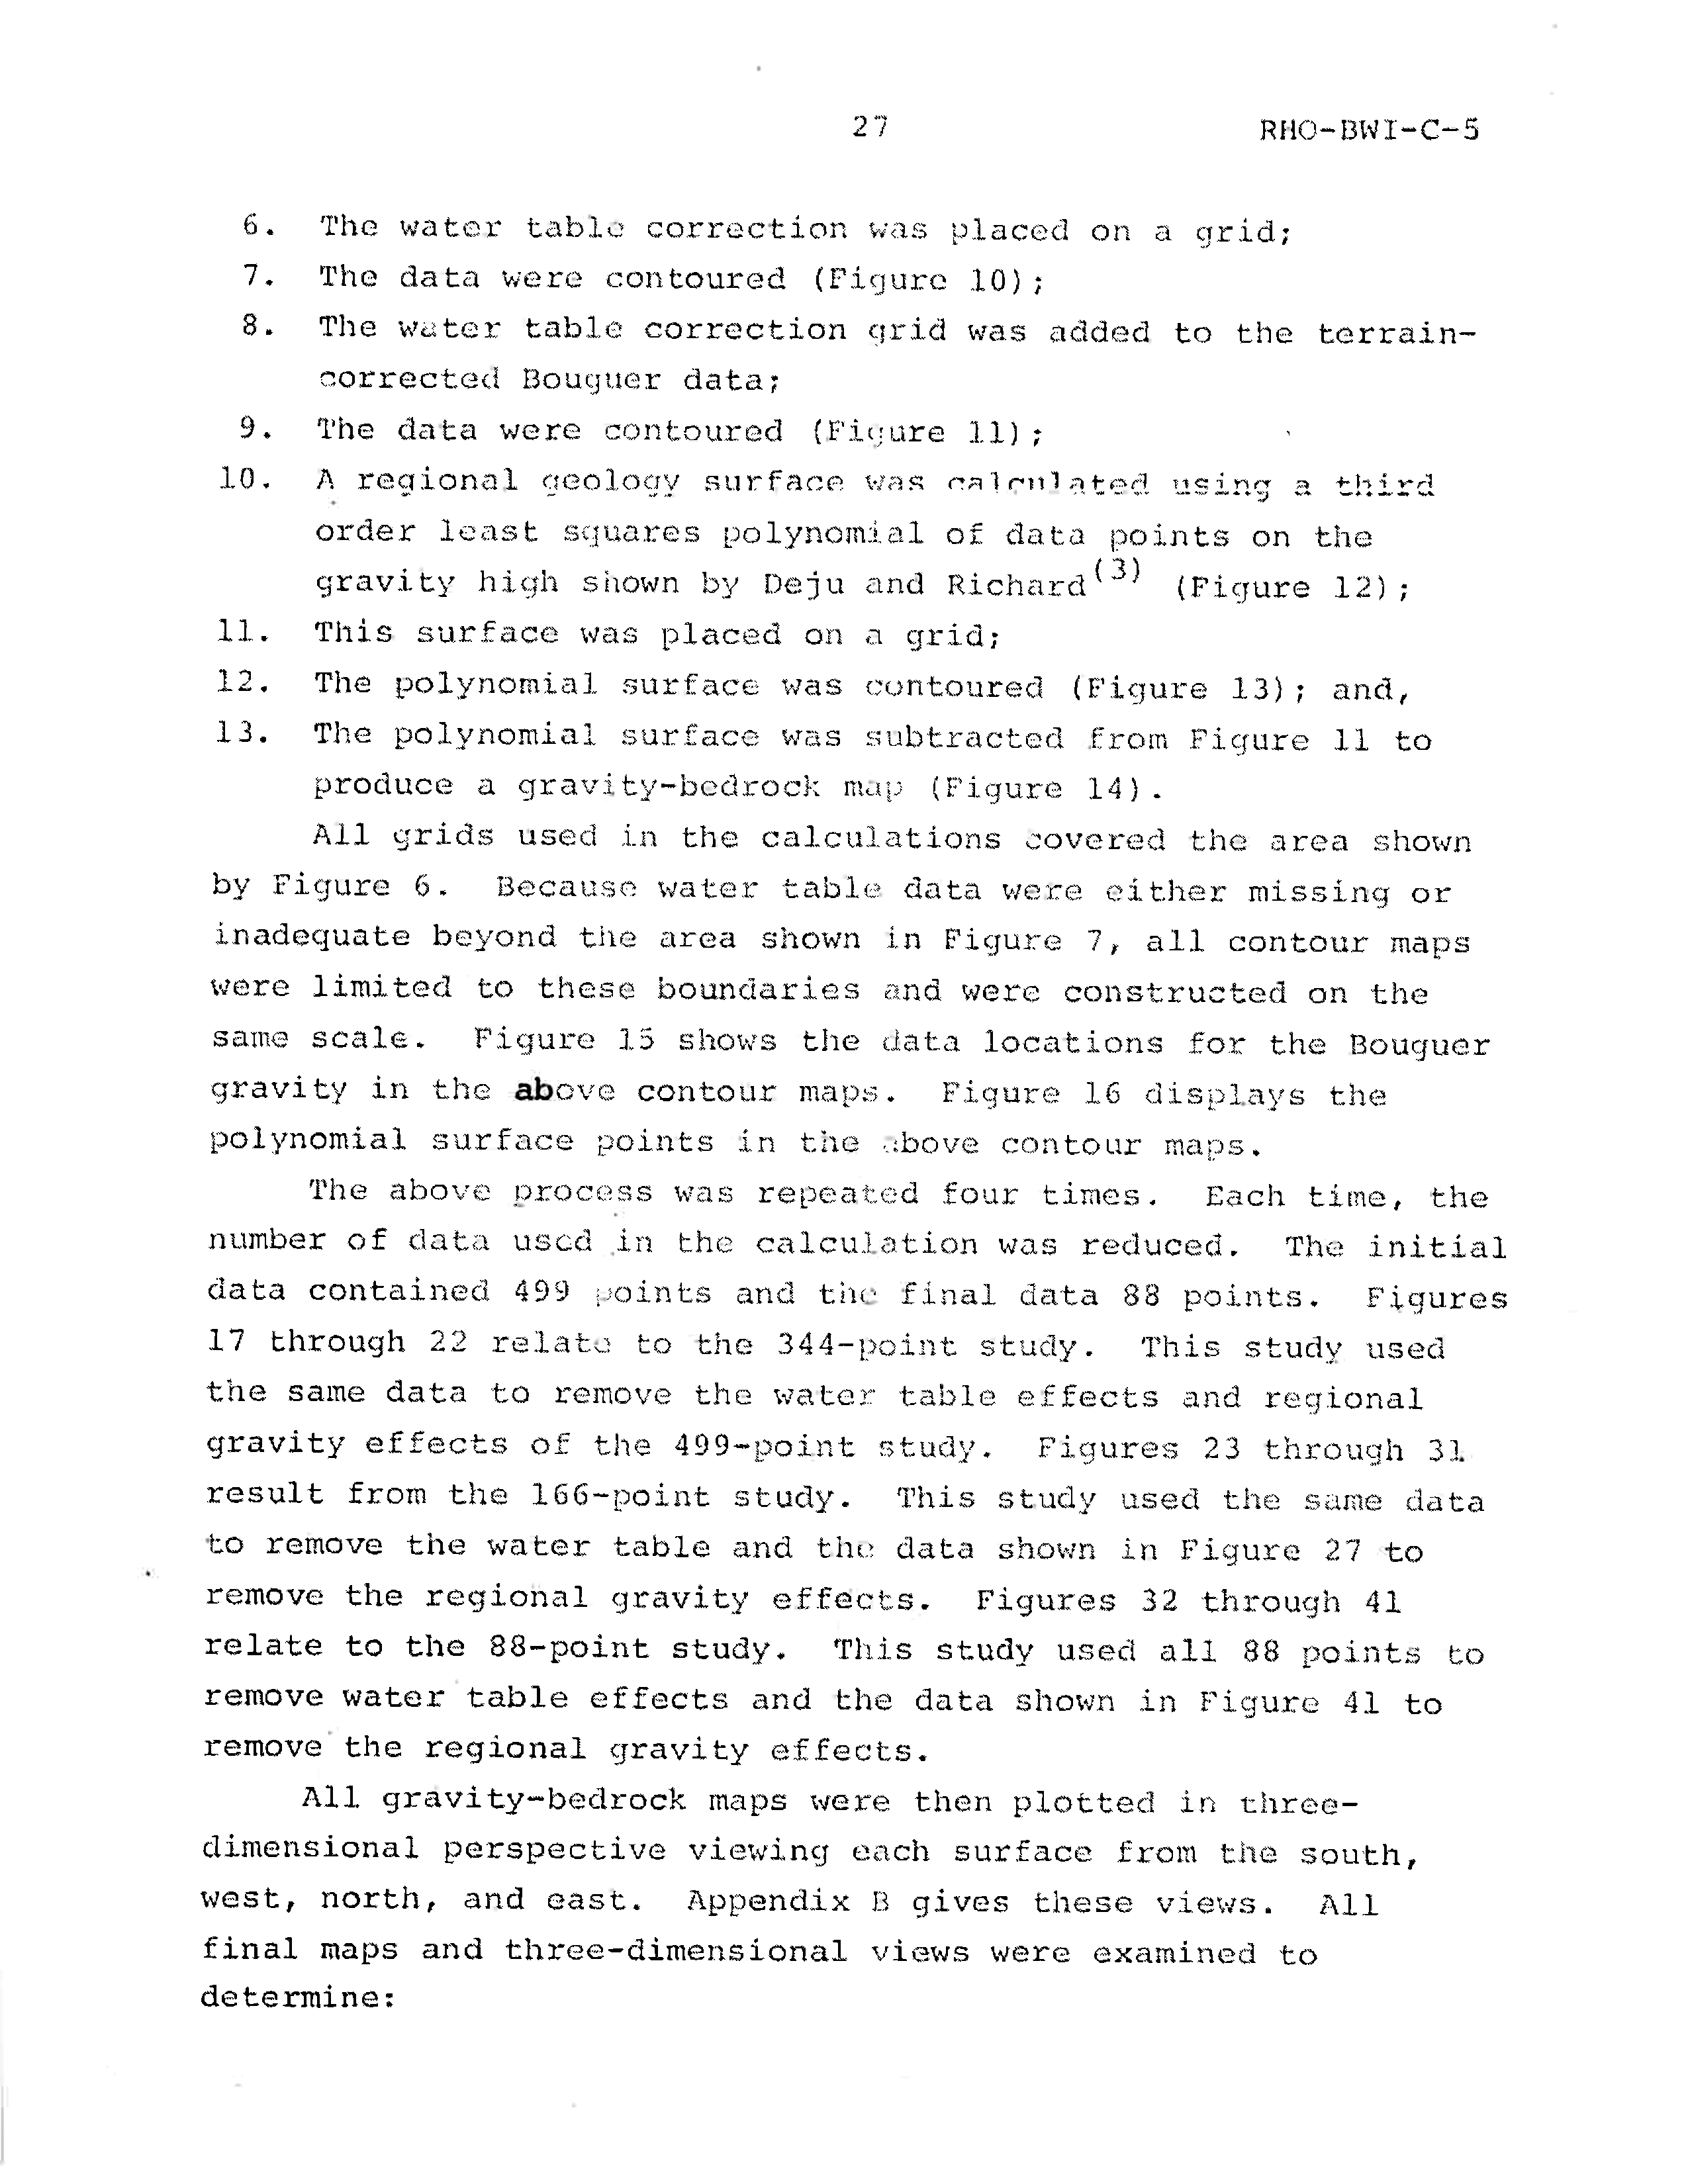 27 RHO-BWI-C-5
6. The water table correction was placed on a grid;
7. The data were contoured (Figure 10);
8. The water table correction grid was added to the terrain-
corrected Bouguer data;
9. The data were contoured (Figure 11);
10. A regional geology surface was calculated using a third
order least squares polynomial of data points on the
gravity high shown by Deju and Richard(3) (Figure 12);
11. This surface was placed on a grid;
12. The polynomial surface was contoured (Figure 13); and,
13. The polynomial surface was subtracted from Figure 11 to
produce a gravity-bedrock map (Figure 14).
All grids used in the calculations covered the area shown
by Figure 6. Because water table data were either missing or
inadequate beyond the area shown in Figure 7, all contour maps
were limited to these boundaries and were constructed on the
same scale. Figure 15 shows the data locations for the Bouguer
gravity in the above contour maps. Figure 16 displays the
polynomial surface points in the above contour maps.
The above process was repeated four times. Each time, the
number of data used in the calculation was reduced. The initial
data contained 499 points and the final data 88 points. Figures
17 through 22 relate to the 344-point study. This study used
the same data to remove the water table effects and regional
gravity effects of the 499-point study. Figures 23 through 31
result from the 166-point study. This study used the same data
to remove the water table and the data shown in Figure 27 to
remove the regional gravity effects. Figures 32 through 41
relate to the 88-point study. This study used all 88 points to
remove water table effects and the data shown in Figure 41 to
remove the regional gravity effects.
All gravity-bedrock maps were then plotted in three-
dimensional perspective viewing each surface from the south,
west, north, and east. Appendix B gives these views. All
final maps and three-dimensional views were examined to
determine: